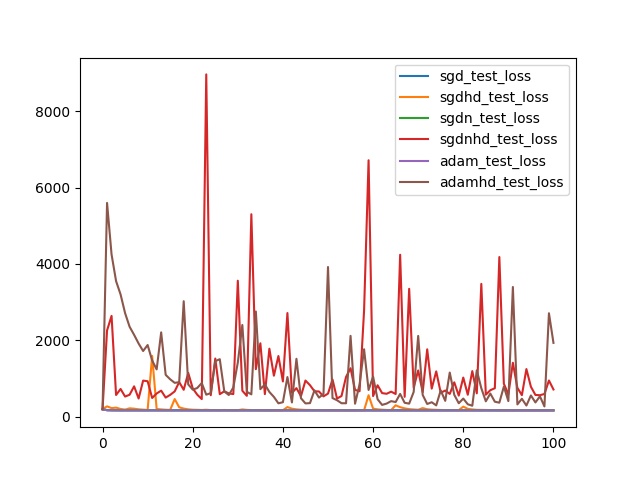 sgd_test_loss
sgdhd_test_loss
sgdn_test_loss
sgdnhd_test_loss
adam_test_loss
adamhd_test_loss
8000
6000
4000
2000
0
0 20 40 60 80 100